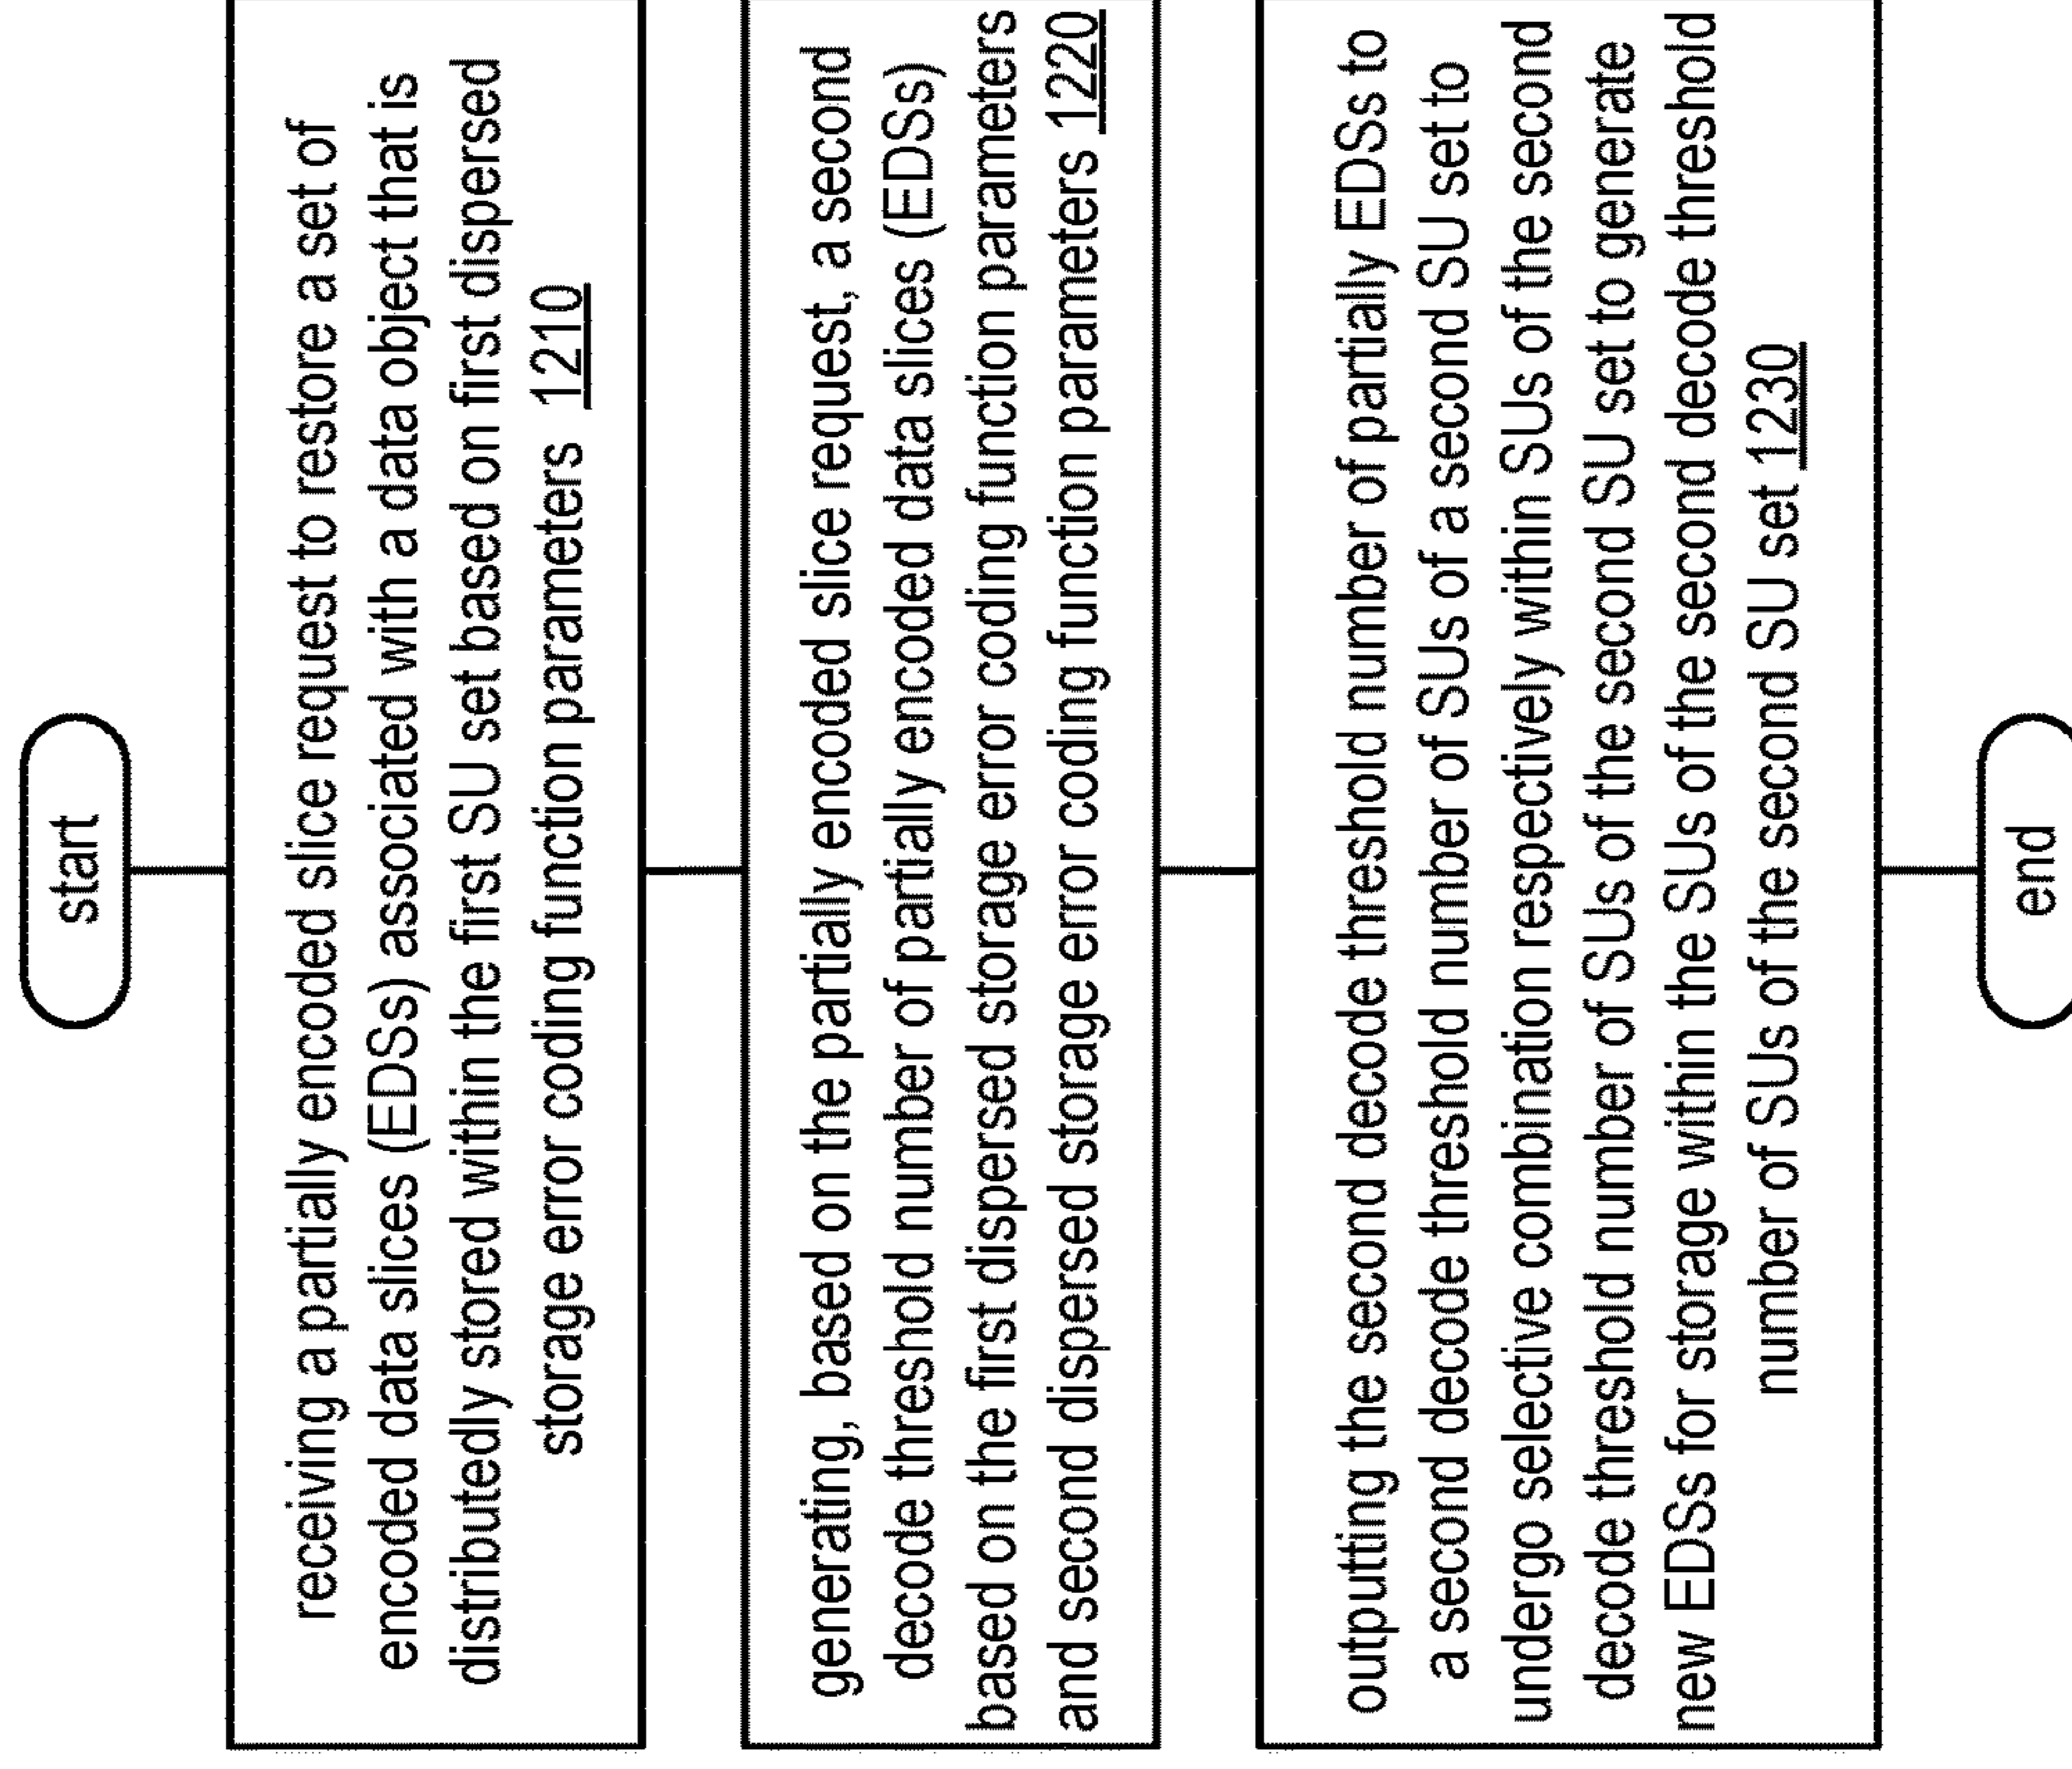 start
receiving a partially encoded slice request to restore a set of
encoded data slices (EDSs) associated with a data object that is
distributedly stored within the first SU set based on first dispersed
storage error coding function parameters 1210
generating, based on the partially encoded slice request, a second
decode threshold number of partially encoded data slices (EDSs)
based on the first dispersed storage error coding function parameters
and second dispersed storage error coding function parameters 1220
outputting the second decode threshold number of partially EDSs to
a second decode threshold number of SUs of a second SU set to
undergo selective combination respectively within SUs of the second
decode threshold number of SUs of the second SU set to generate
new EDSs for storage within the SUs of the second decode threshold
number of SUs of the second SU set 1230
end